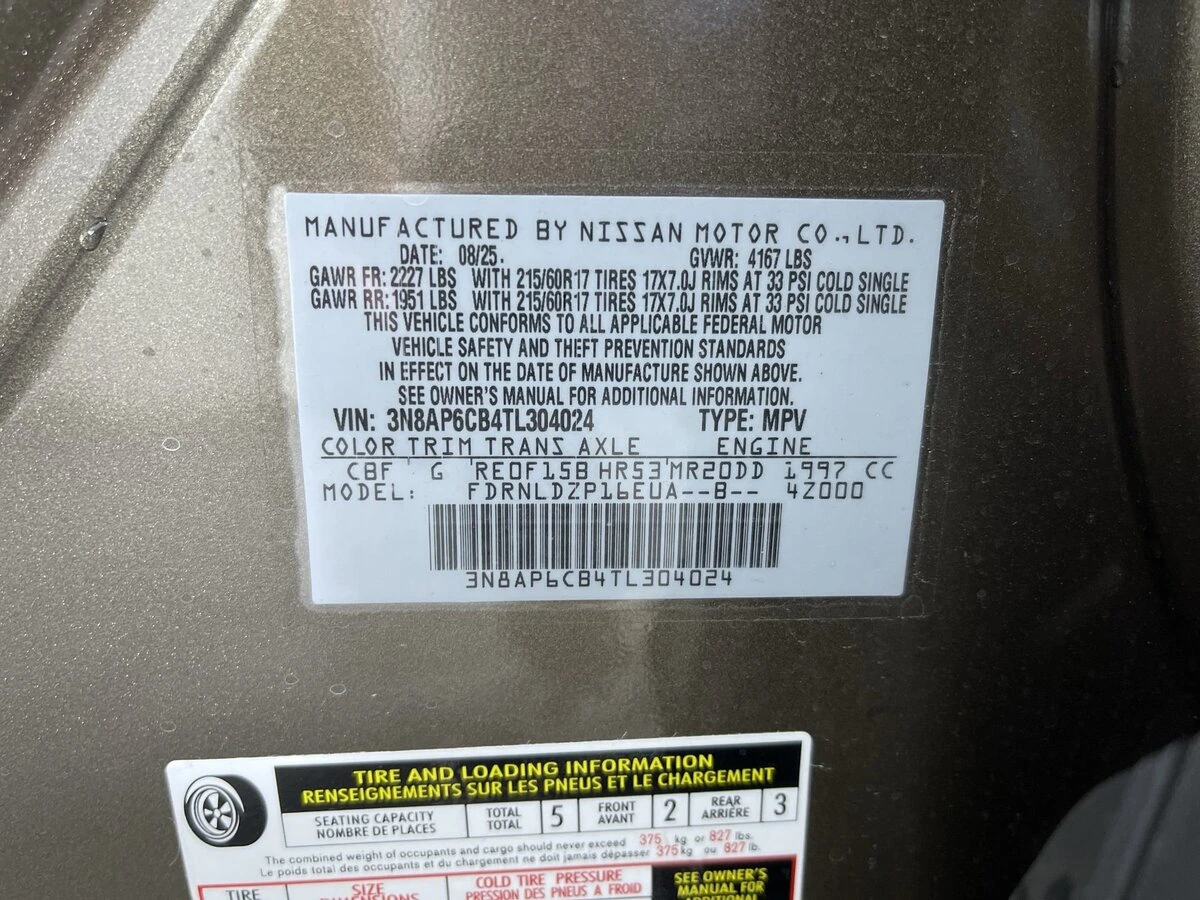 MANUFACTURED BY NISSAN MOTOR CO.,LTD.
DATE: 08/25. GVWR: 4167 LBS
GAWR FR: 2227 LBS WITH 215/60R17 TIRES 17X7.0J RIMS AT 33 PSI COLD SINGLE
GAWR RR: 1951 LBS WITH 215/60R17 TIRES 17X7.0J RIMS AT 33 PSI COLD SINGLE
THIS VEHICLE CONFORMS TO ALL APPLICABLE FEDERAL MOTOR
VEHICLE SAFETY AND THEFT PREVENTION STANDARDS
IN EFFECT ON THE DATE OF MANUFACTURE SHOWN ABOVE.
SEE OWNER'S MANUAL FOR ADDITIONAL INFORMATION.
VIN: 3N8AP6CB4TL304024 TYPE: MPV
COLOR TRIM TRANS AXLE ENGINE
CBF G RE0F15B HR53 MR20DD 1997 CC
MODEL: FDRNLDZP16EUA--B-- 4Z000
3N8AP6CB4TL304024
TIRE AND LOADING INFORMATION
RENSEIGNEMENTS SUR LES PNEUS ET LE CHARGEMENT
SEATING CAPACITY TOTAL 5 FRONT 2 REAR 3
NOMBRE DE PLACES TOTAL AVANT ARRIÈRE
The combined weight of occupants and cargo should never exceed 375 kg or 827 lbs.
Le poids total des occupants et du chargement ne doit jamais dépasser 375 kg ou 827 lb.
TIRE SIZE COLD TIRE PRESSURE SEE OWNER'S
DIMENSIONS PRESSION DES PNEUS A FROID MANUAL FOR
ADDITIONAL